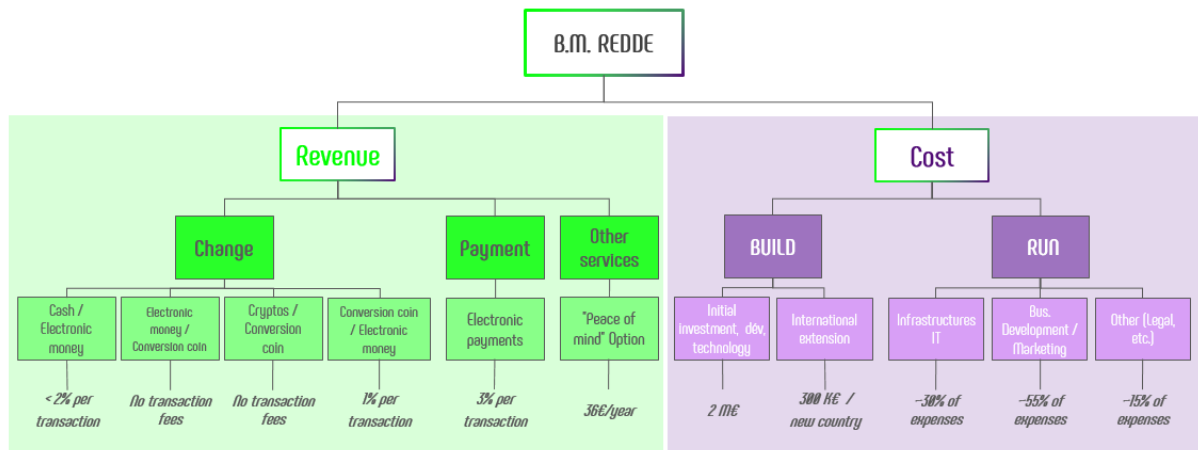 B.M. REDDE
Revenue
Cost
Change
Payment
Other
services
BUILD
RUN
Cash /
Electronic
money
Electronic
money /
Conversion coin
Cryptos /
Conversion
coin
Conversion coin
/ Electronic
money
Electronic
payments
"Peace of
mind" Option
Initial
investment, dév,
technology
International
extension
Infrastructures
IT
Bus.
Development /
Marketing
Other (Legal,
etc.)
< 2% per
transaction
No transaction
fees
No transaction
fees
1% per
transaction
3% per
transaction
36€/year
2 M€
300 K€ /
new country
~30% of
expenses
~55% of
expenses
~15% of
expenses